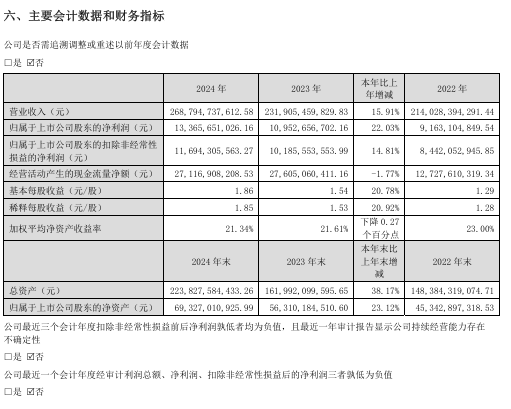 六、主要会计数据和财务指标
公司是否需追溯调整或重述以前年度会计数据
□是 ☑否
2024 年 2023 年 本年比上年增减 2022 年
营业收入（元） 268,794,737,612.58 231,905,459,829.83 15.91% 214,028,394,291.44
归属于上市公司股东的净利润（元） 13,365,651,026.16 10,952,656,702.16 22.03% 9,163,104,849.54
归属于上市公司股东的扣除非经常性损益的净利润（元） 11,694,305,563.27 10,185,553,553.99 14.81% 8,442,052,945.85
经营活动产生的现金流量净额（元） 27,116,908,208.53 27,605,060,411.16 -1.77% 12,727,610,319.34
基本每股收益（元/股） 1.86 1.54 20.78% 1.29
稀释每股收益（元/股） 1.85 1.53 20.92% 1.28
加权平均净资产收益率 21.34% 21.61% 下降 0.27 个百分点 23.00%
2024 年末 2023 年末 本年末比上年末增减 2022 年末
总资产（元） 223,827,584,433.26 161,992,099,595.65 38.17% 148,384,319,074.71
归属于上市公司股东的净资产（元） 69,327,010,925.99 56,310,184,510.60 23.12% 45,342,897,318.53
公司最近三个会计年度扣除非经常性损益前后净利润孰低者均为负值，且最近一年审计报告显示公司持续经营能力存在
不确定性
□是 ☑否
公司最近一个会计年度经审计利润总额、净利润、扣除非经常性损益后的净利润三者孰低为负值
□是 ☑否